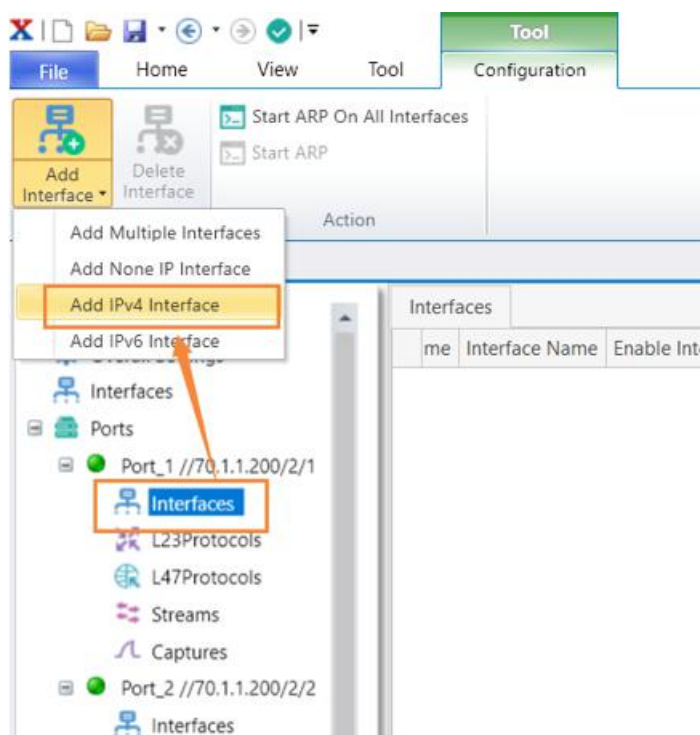 Tool
File Home View Tool Configuration
Add Interface
Delete Interface
Start ARP On All Interfaces
Start ARP
Action
Add Multiple Interfaces
Add None IP Interface
Add IPv4 Interface
Add IPv6 Interface
Interfaces
Ports
Port_1 //70.1.1.200/2/1
Interfaces
L23Protocols
L47Protocols
Streams
Captures
Port_2 //70.1.1.200/2/2
Interfaces
Interfaces
me Interface Name Enable Int